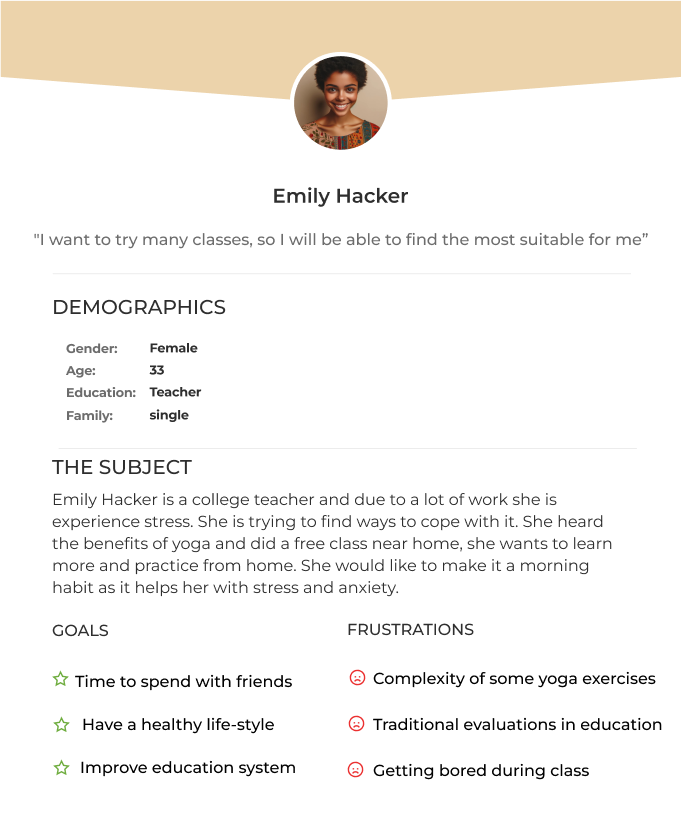 Emily Hacker
"I want to try many classes, so I will be able to find the most suitable for me”
DEMOGRAPHICS
Gender: Female
Age: 33
Education: Teacher
Family: single
THE SUBJECT
Emily Hacker is a college teacher and due to a lot of work she is
experience stress. She is trying to find ways to cope with it. She heard
the benefits of yoga and did a free class near home, she wants to learn
more and practice from home. She would like to make it a morning
habit as it helps her with stress and anxiety.
GOALS
Time to spend with friends
Have a healthy life-style
Improve education system
FRUSTRATIONS
Complexity of some yoga exercises
Traditional evaluations in education
Getting bored during class